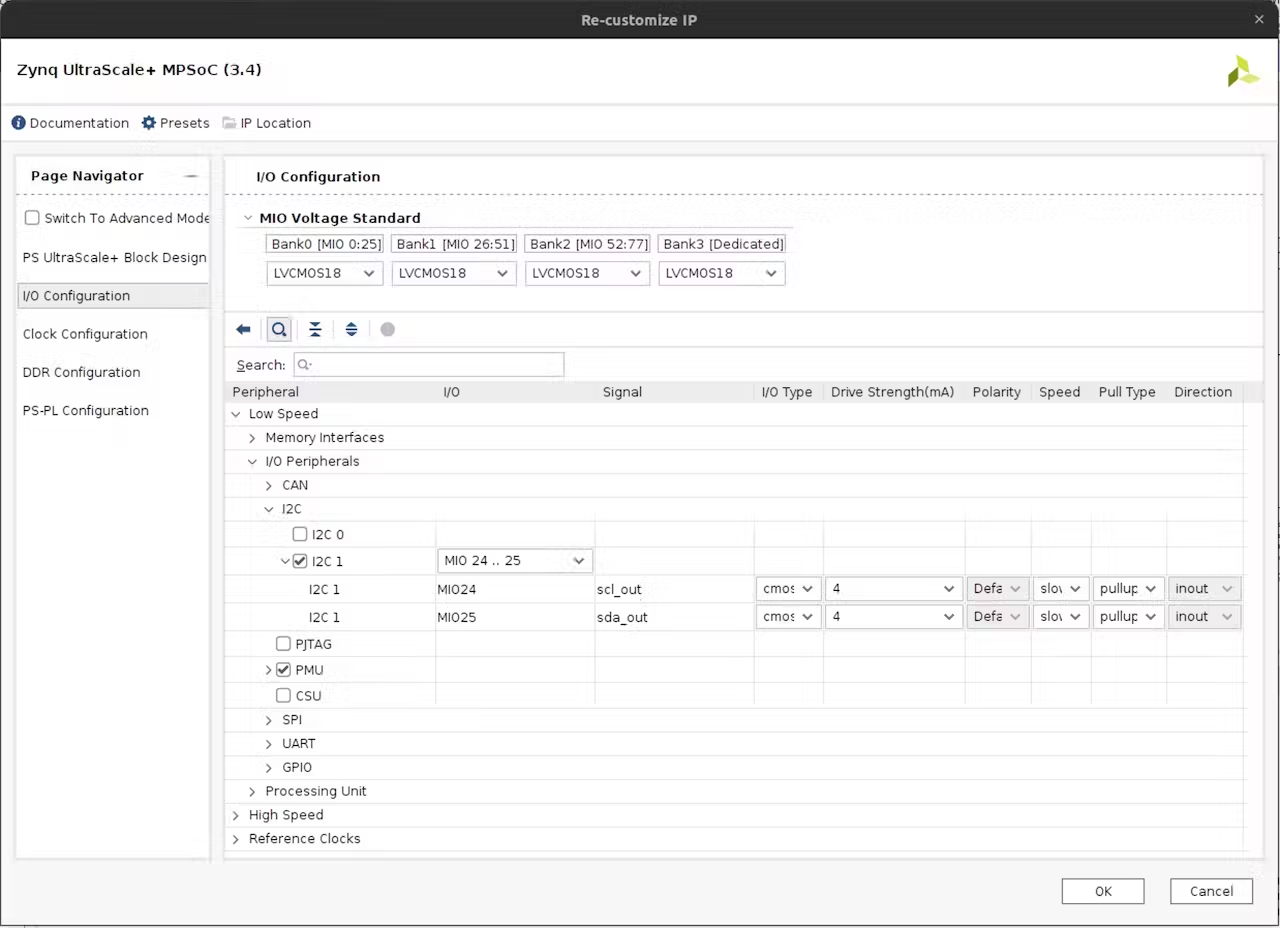 Re-customize IP
Zynq UltraScale+ MPSoC (3.4)
Documentation Presets IP Location
Page Navigator
Switch To Advanced Mode
PS UltraScale+ Block Design
I/O Configuration
Clock Configuration
DDR Configuration
PS-PL Configuration
I/O Configuration
MIO Voltage Standard
Bank0 [MIO 0:25] Bank1 [MIO 26:51] Bank2 [MIO 52:77] Bank3 [Dedicated]
LVCMOS18 LVCMOS18 LVCMOS18 LVCMOS18
Search:
Peripheral I/O Signal I/O Type Drive Strength(mA) Polarity Speed Pull Type Direction
Low Speed
Memory Interfaces
I/O Peripherals
CAN
I2C
I2C 0
I2C 1 MIO 24 .. 25
I2C 1 MIO24 scl_out cmos 4 Defa slov pullup inout
I2C 1 MIO25 sda_out cmos 4 Defa slov pullup inout
PJTAG
PMU
CSU
SPI
UART
GPIO
Processing Unit
High Speed
Reference Clocks
OK Cancel